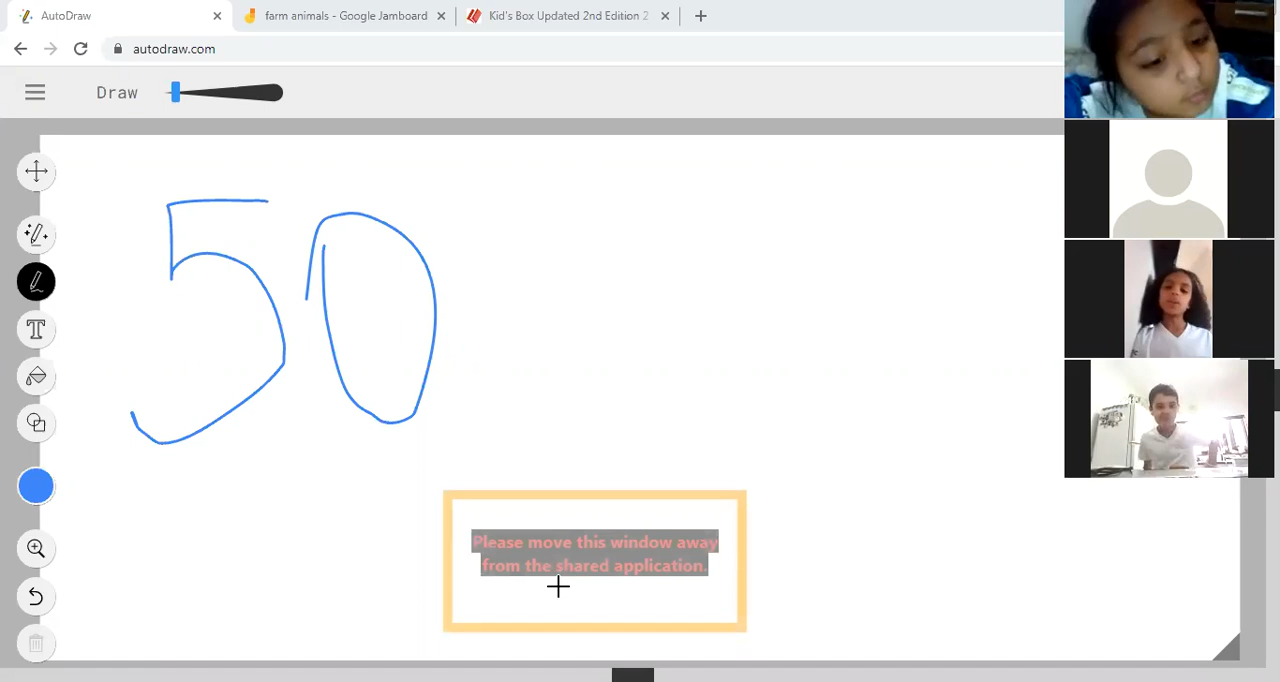 AutoDraw
farm animals - Google Jamboard
Kid's Box Updated 2nd Edition 2
autodraw.com
Draw
50
T
Please move this window away
from the shared application.